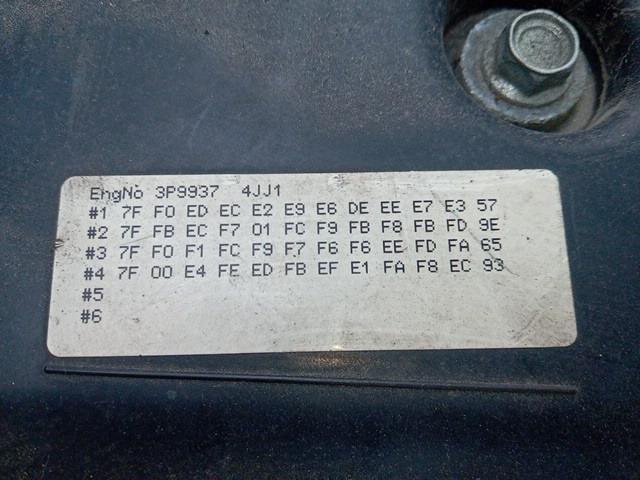 EngNo 3P9937 4JJ1
#1 7F F0 ED EC E2 E9 E6 DE EE E7 E3 57
#2 7F FB EC F7 01 FC F9 FB F8 FB FD 9E
#3 7F F0 F1 FC F9 F7 F6 F6 EE FD FA 65
#4 7F 00 E4 FE ED FB EF E1 FA F8 EC 93
#5
#6